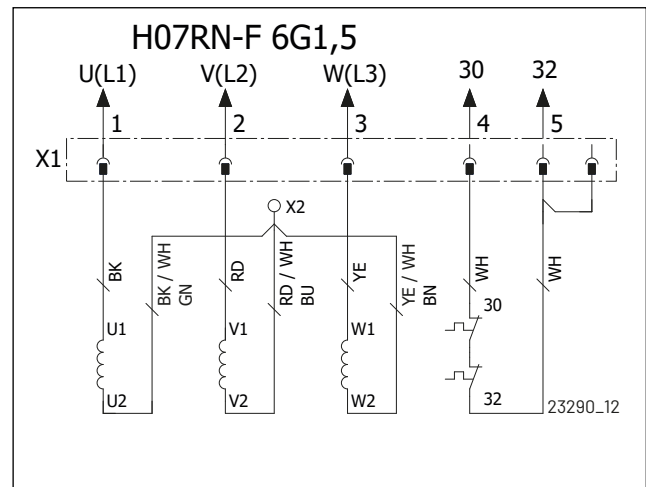 H07RN-F 6G1,5
U(L1) V(L2) W(L3) 30 32
1 2 3 4 5
X1
X2
BK BK / WH GN RD RD / WH BU YE YE / WH BN WH WH
30
U1 V1 W1
U2 V2 W2 32
23290_12